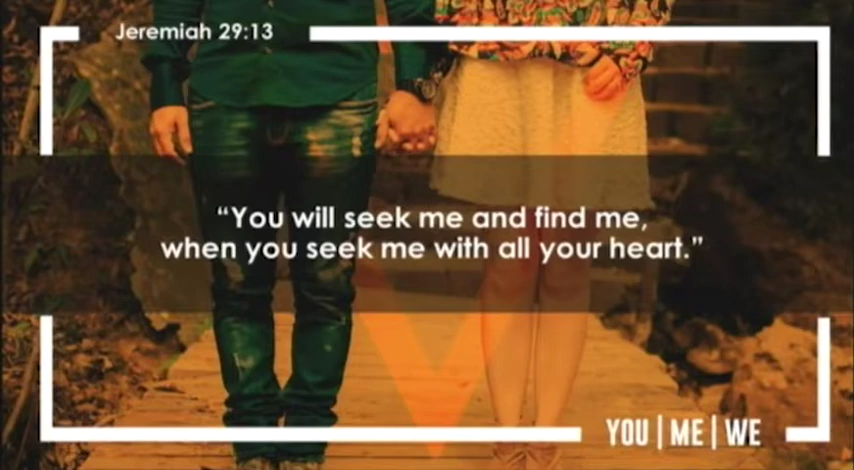 Jeremiah 29:13
“You will seek me and find me,
when you seek me with all your heart.”
YOU | ME | WE